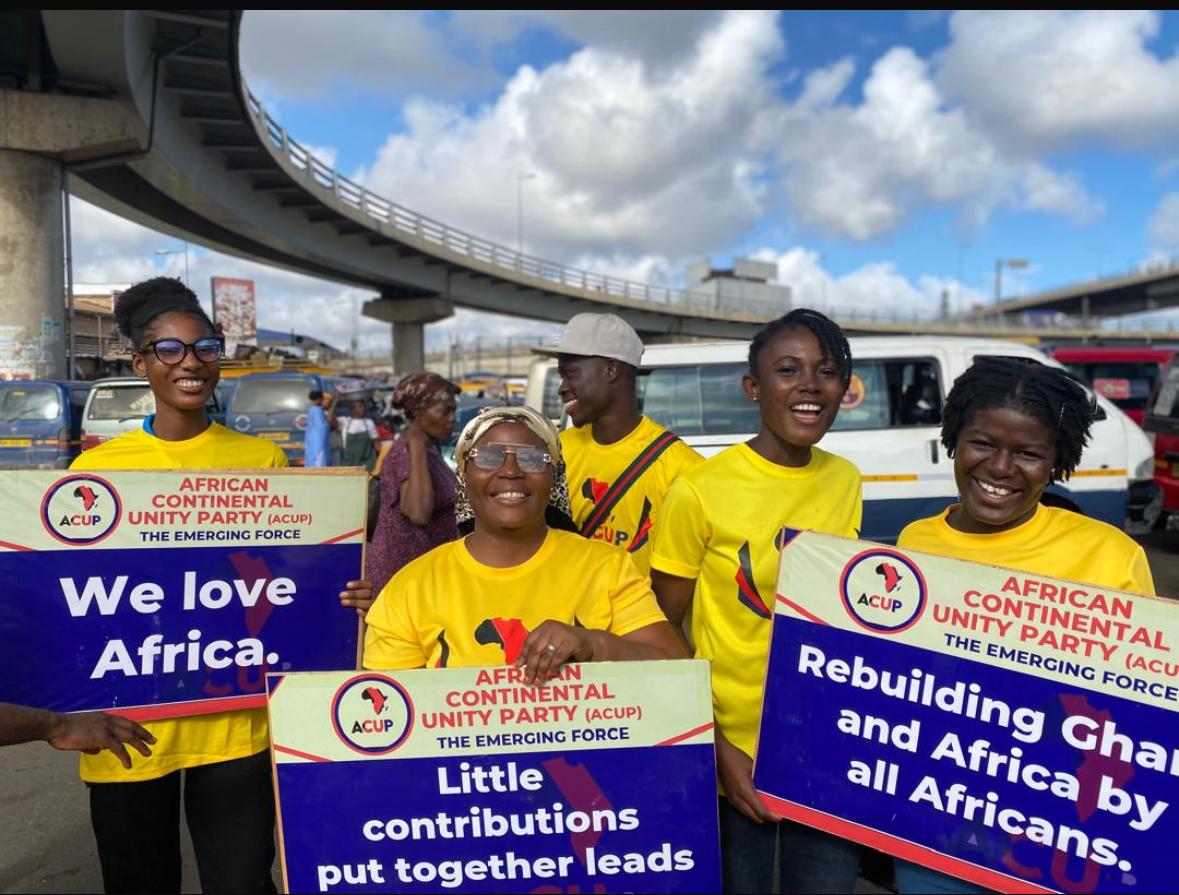 ACUP
AFRICAN
CONTINENTAL
UNITY PARTY (ACUP)
THE EMERGING FORCE
We love
Africa.
ACUP
AFRICAN
CONTINENTAL
UNITY PARTY (ACUP)
THE EMERGING FORCE
Little
contributions
put together leads
ACUP
AFRICAN
CONTINENTAL
UNITY PARTY (ACU
THE EMERGING FORCE
Rebuilding Ghan
and Africa by
all Africans.